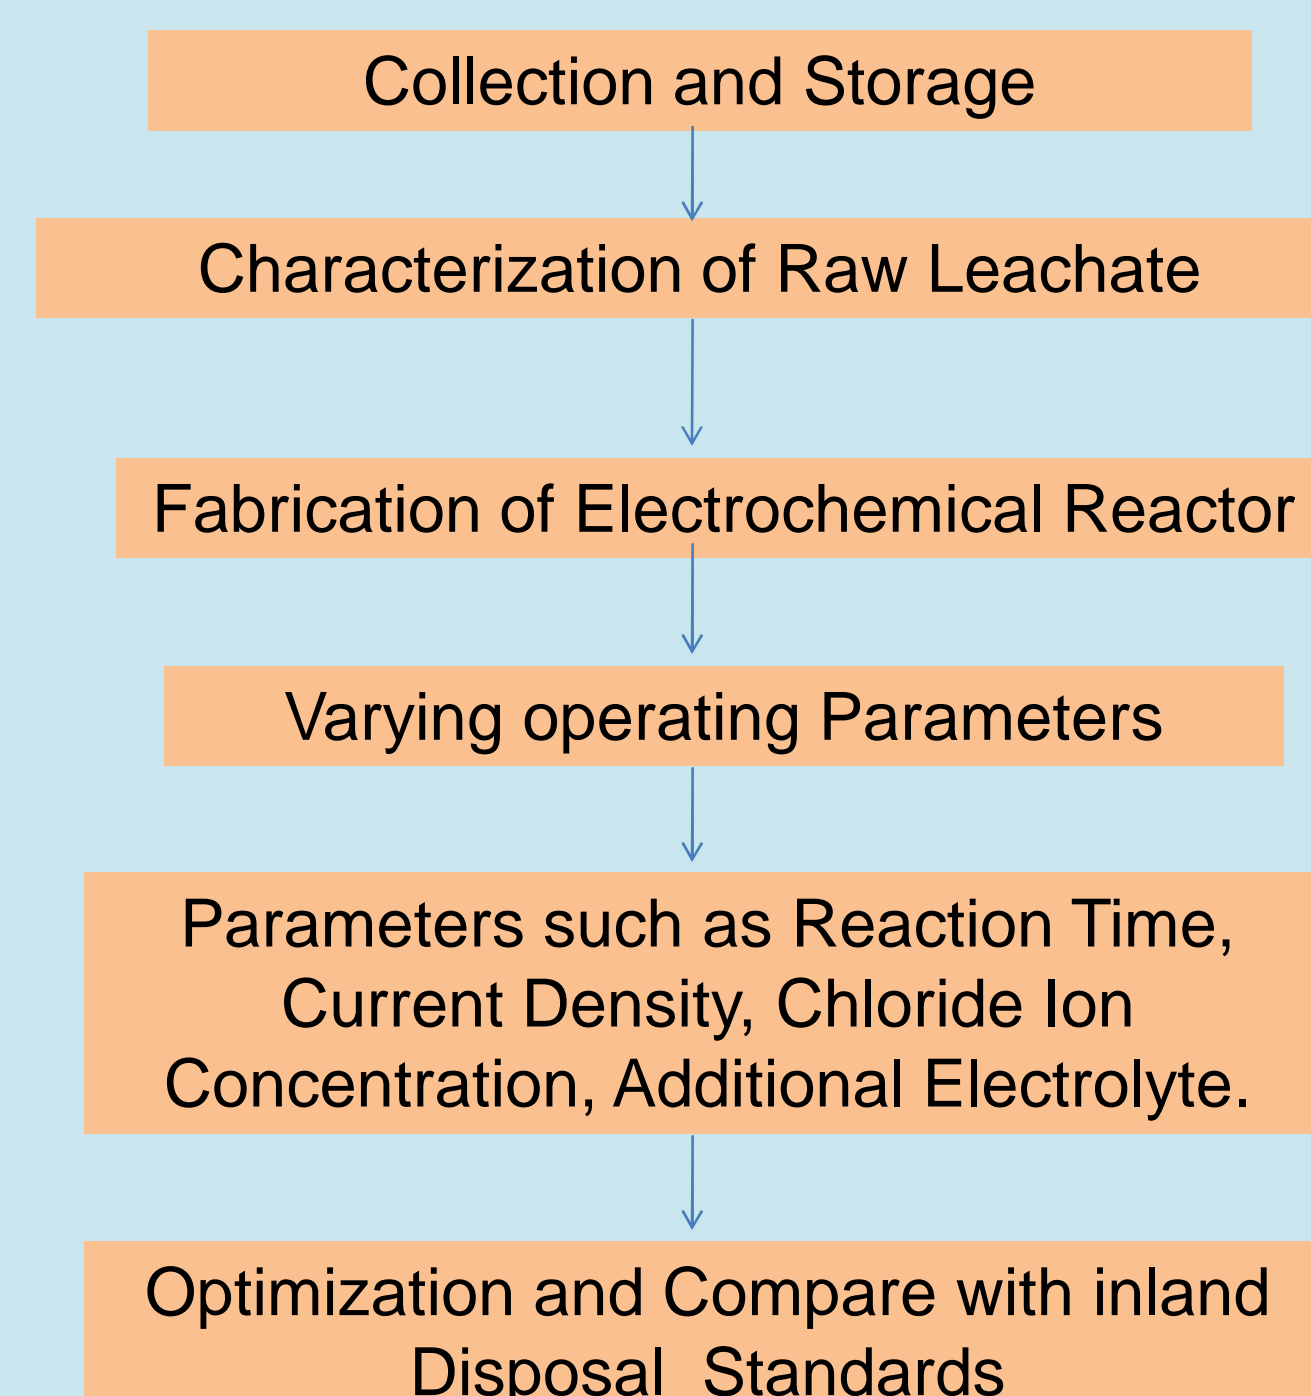 Collection and Storage
Characterization of Raw Leachate
Fabrication of Electrochemical Reactor
Varying operating Parameters
Parameters such as Reaction Time,
Current Density, Chloride Ion
Concentration, Additional Electrolyte.
Optimization and Compare with inland
Disposal  Standards